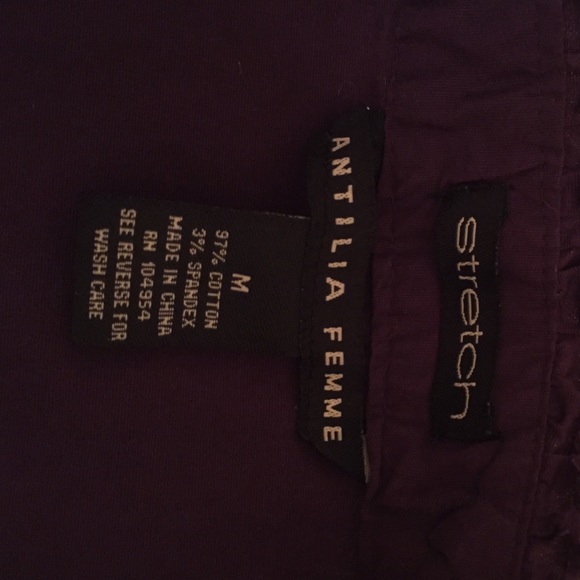 Stretch
ANTILIA FEMME
M
97% COTTON
3% SPANDEX
MADE IN CHINA
RN 104954
SEE REVERSE FOR
WASH CARE